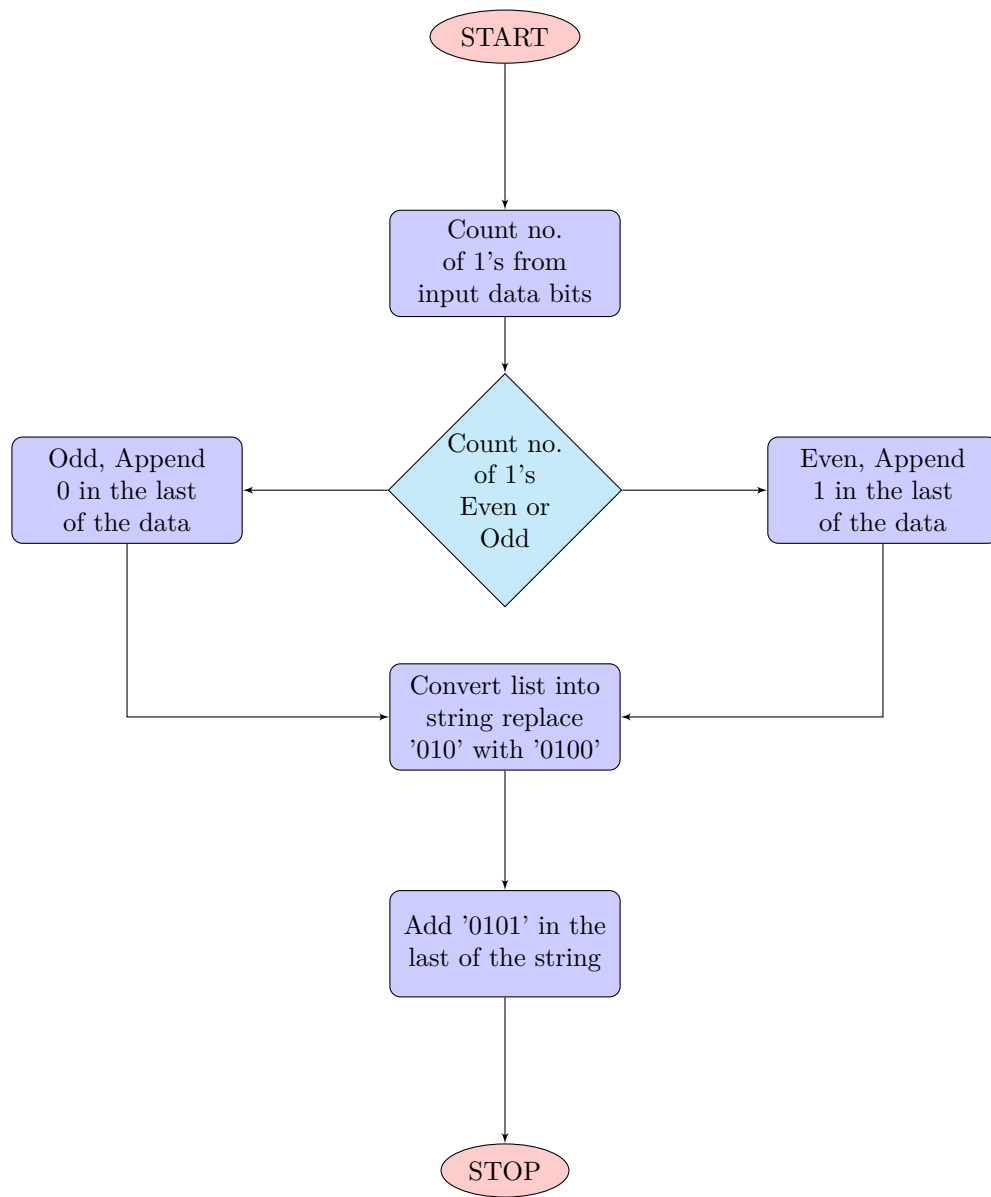 START
Count no.
of 1's from
input data bits
Count no.
of 1's
Even or
Odd
Odd, Append
0 in the last
of the data
Even, Append
1 in the last
of the data
Convert list into
string replace
'010' with '0100'
Add '0101' in the
last of the string
STOP